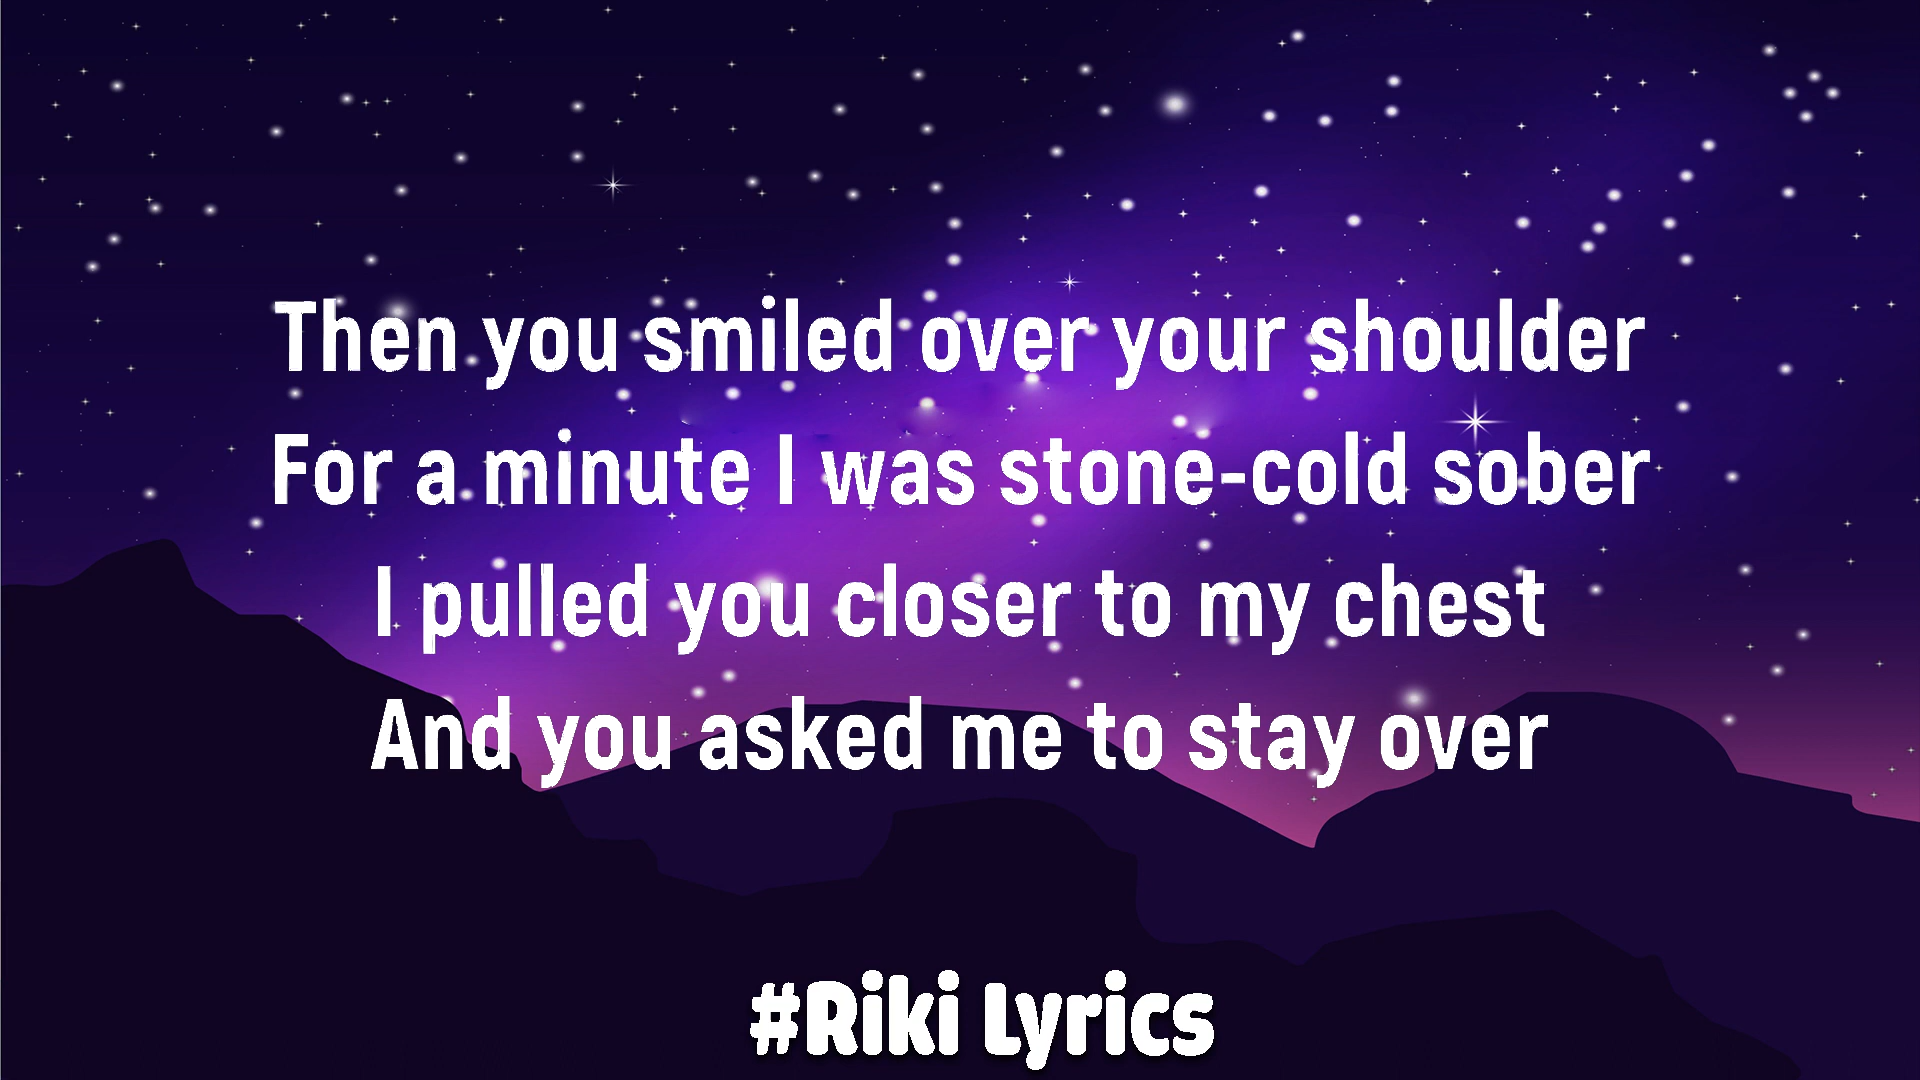 Then you smiled over your shoulder
For a minute I was stone-cold sober
I pulled you closer to my chest
And you asked me to stay over
#Riki Lyrics